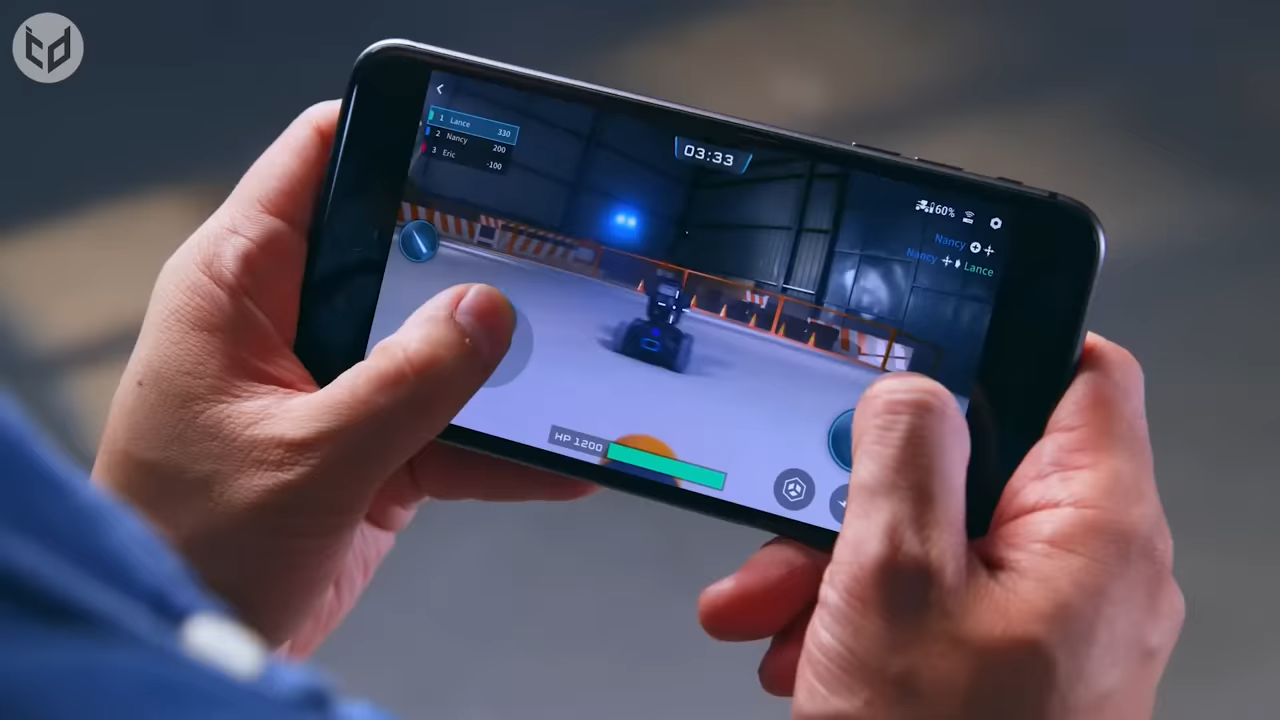 1 Lance 330
2 Nancy 200
3 Eric -100
03:33
60%
Nancy
Nancy Lance
HP 1200